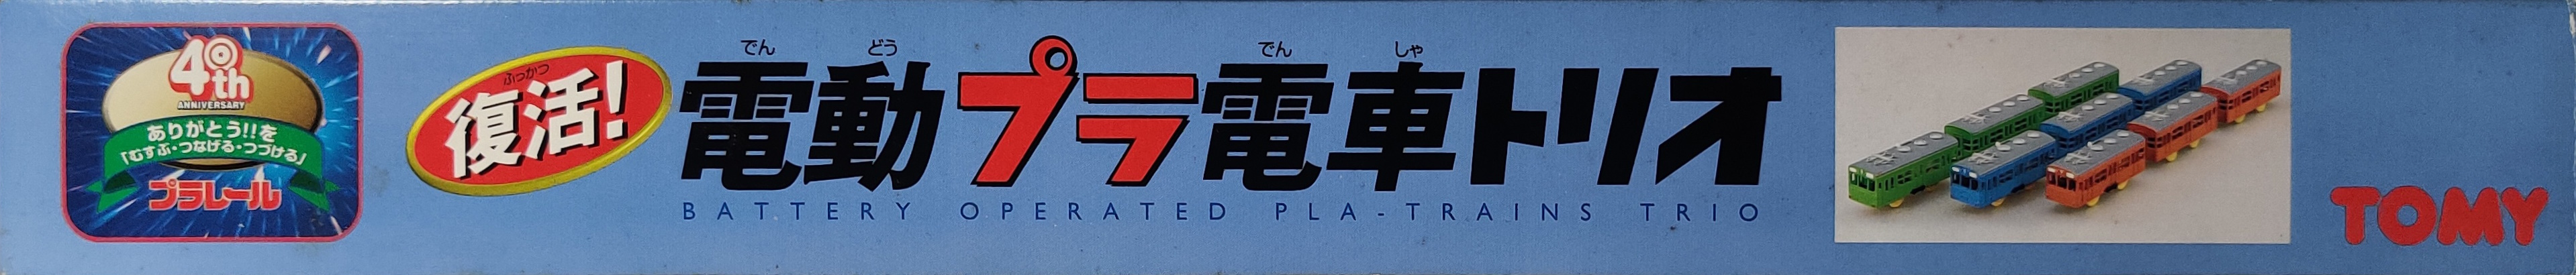 40th
ANNIVERSARY
ありがとう!!を
「むすぶ・つなげる・つづける」
プラレール
ふっかつ
復活!
でん どう でん しゃ
電動プラ電車トリオ
BATTERY OPERATED PLA-TRAINS TRIO
TOMY